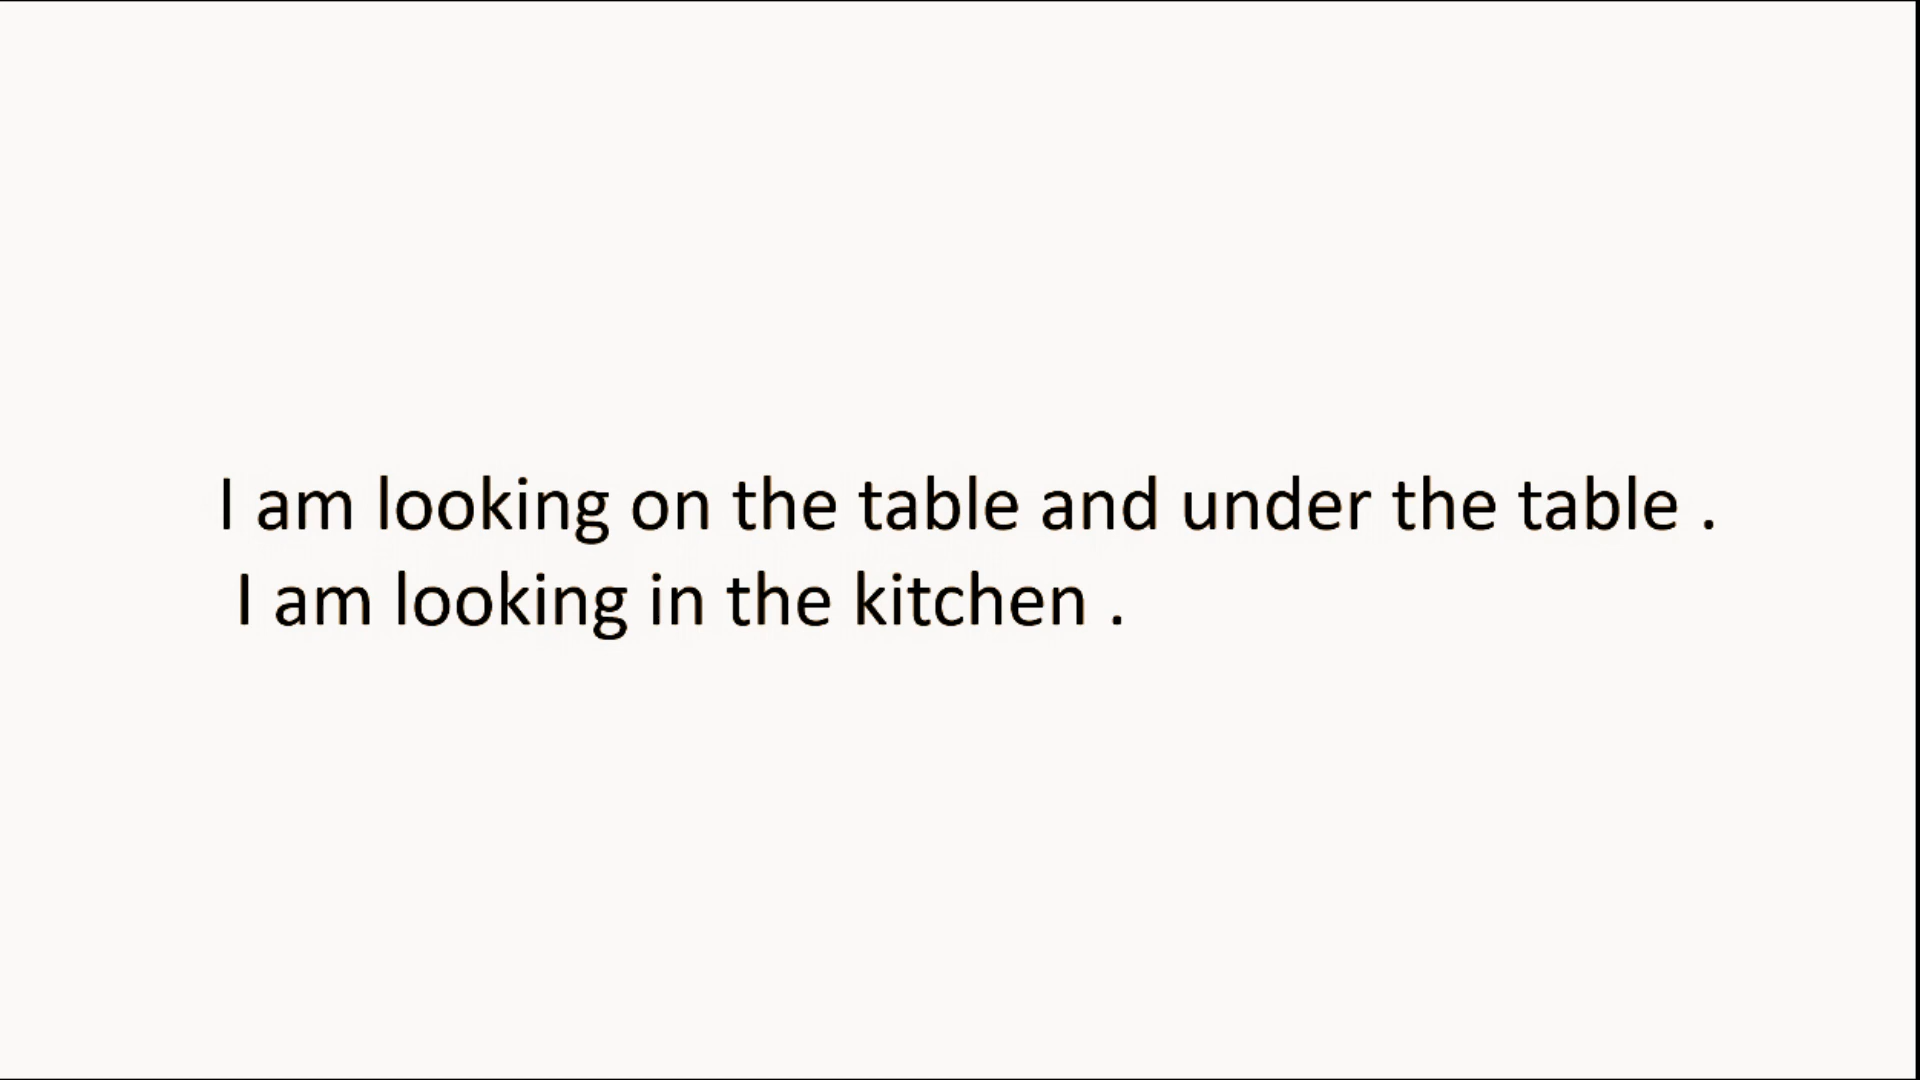 I am looking on the table and under the table .
I am looking in the kitchen .